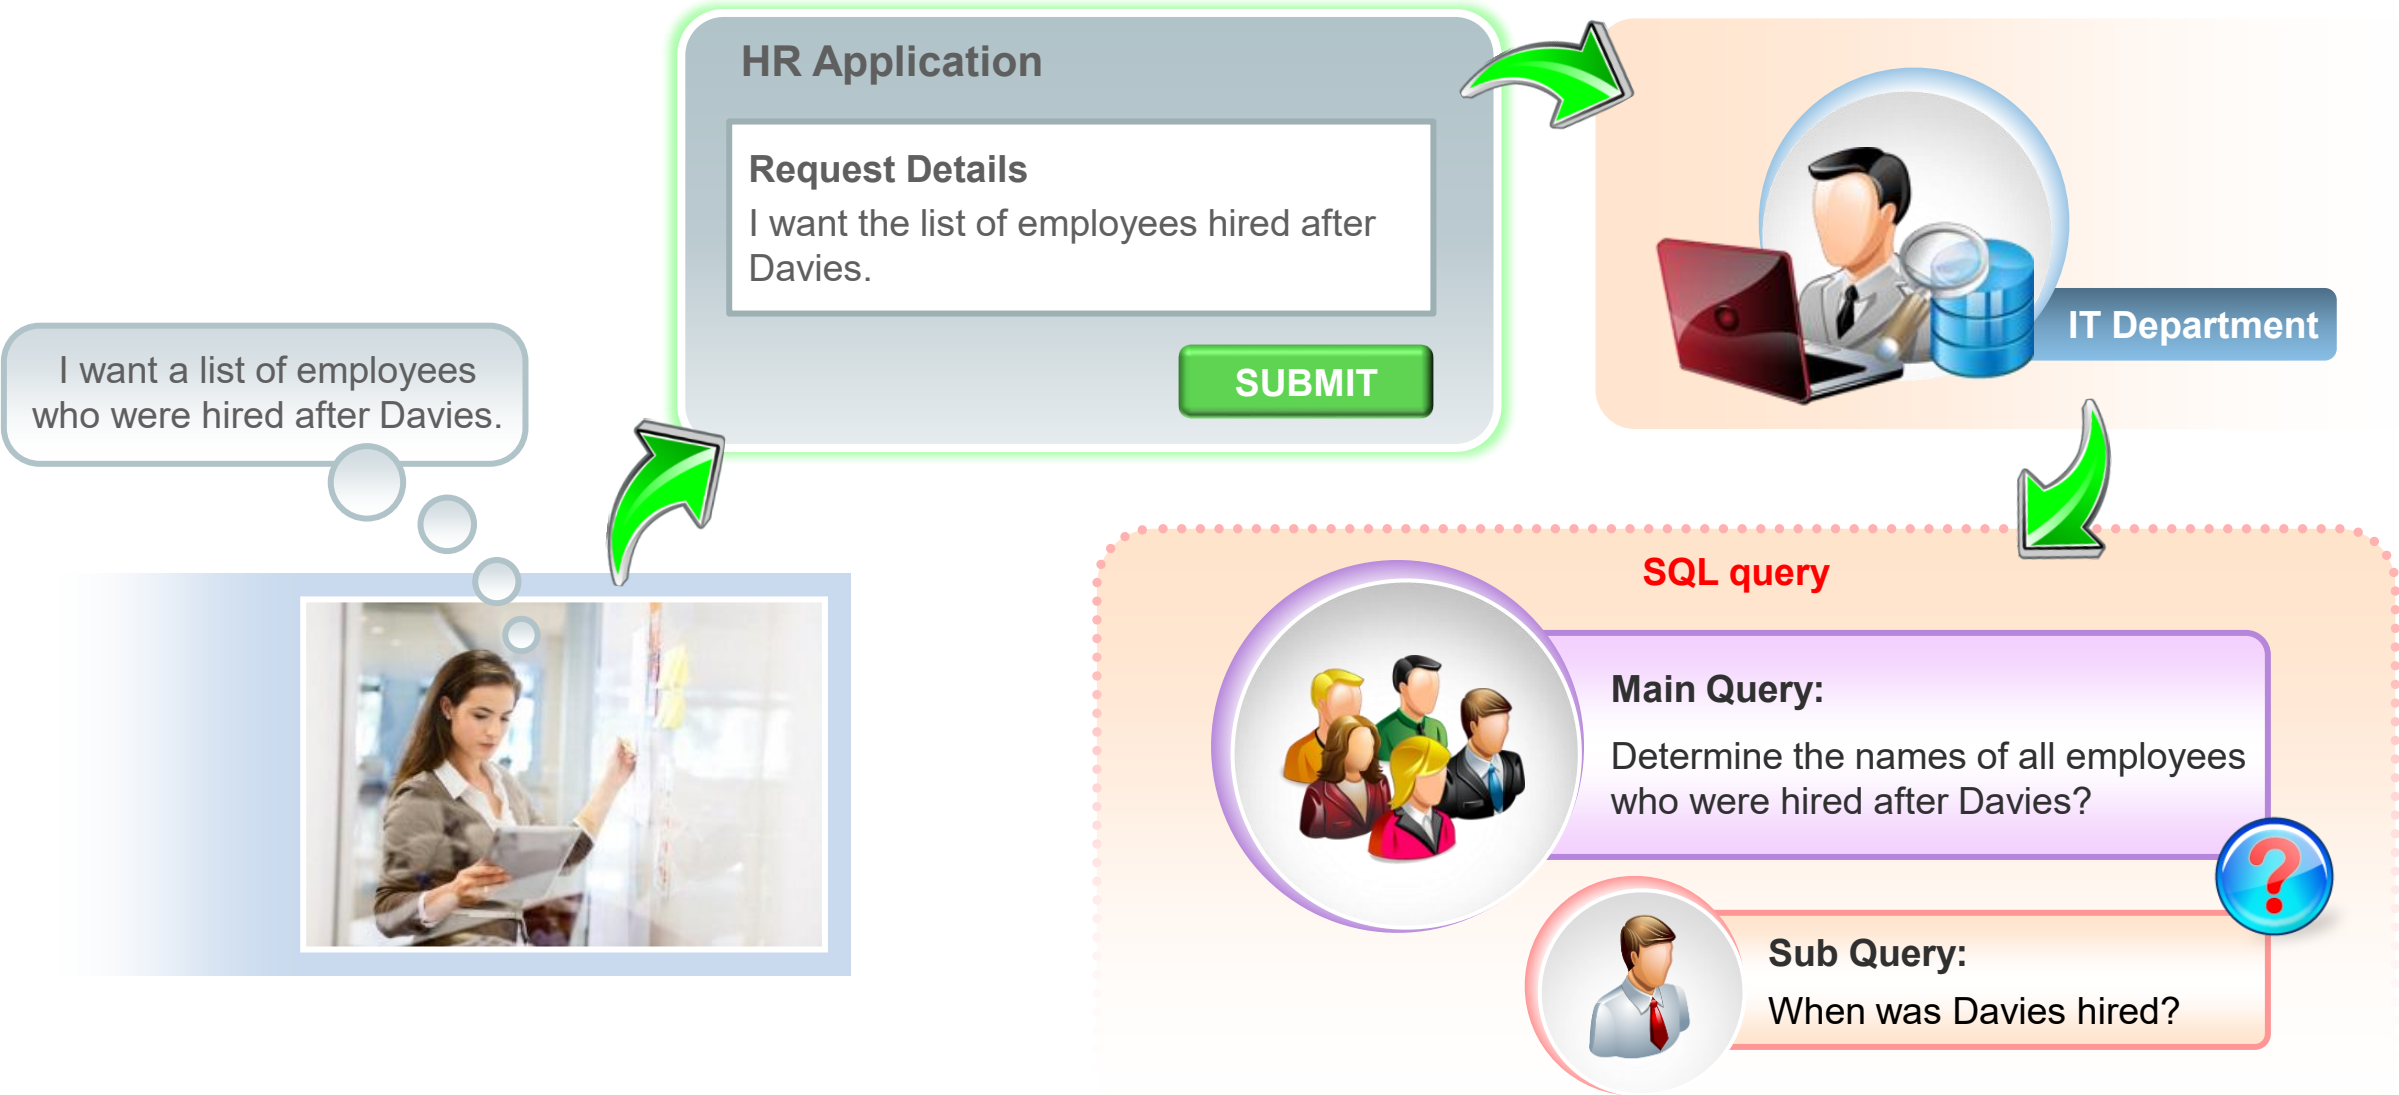 I want a list of employees
who were hired after Davies.
HR Application
Request Details
I want the list of employees hired after
Davies.
SUBMIT
IT Department
SQL query
Main Query:
Determine the names of all employees
who were hired after Davies?
Sub Query:
When was Davies hired?